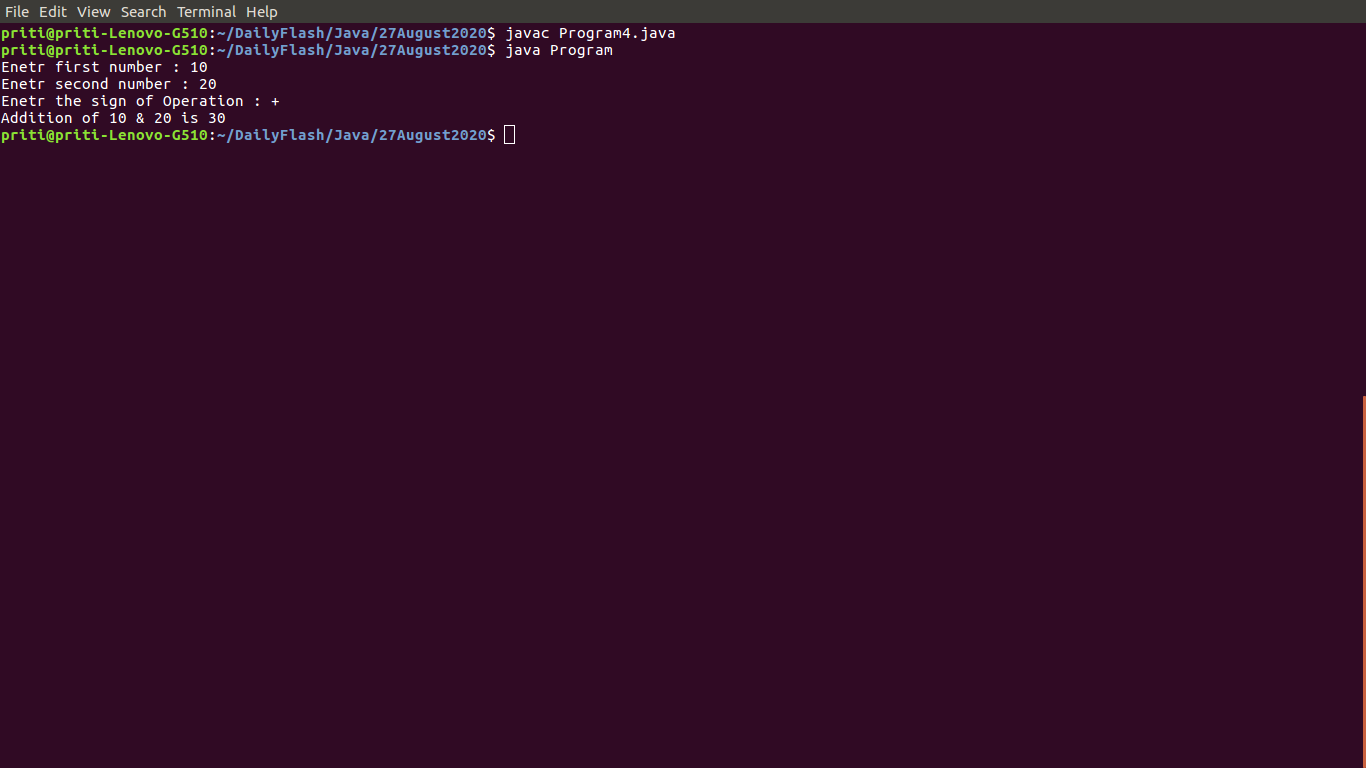 File Edit View Search Terminal Help
priti@priti-Lenovo-G510:~/DailyFlash/Java/27August2020$ javac Program4.java
priti@priti-Lenovo-G510:~/DailyFlash/Java/27August2020$ java Program
Enetr first number : 10
Enetr second number : 20
Enetr the sign of Operation : +
Addition of 10 & 20 is 30
priti@priti-Lenovo-G510:~/DailyFlash/Java/27August2020$